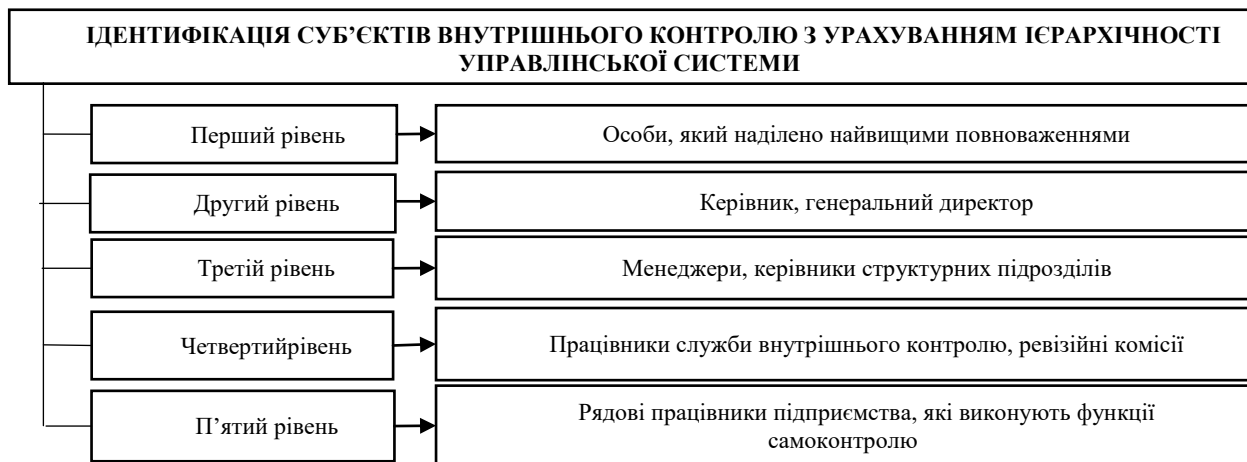 ІДЕНТИФІКАЦІЯ СУБ’ЄКТІВ ВНУТРІШНЬОГО КОНТРОЛЮ З УРАХУВАННЯМ ІЄРАРХІЧНОСТІ
УПРАВЛІНСЬКОЇ СИСТЕМИ
Перший рівень
Особи, який наділено найвищими повноваженнями
Другий рівень
Керівник, генеральний директор
Третій рівень
Менеджери, керівники структурних підрозділів
Четвертийрівень
Працівники служби внутрішнього контролю, ревізійні комісії
П’ятий рівень
Рядові працівники підприємства, які виконують функції
самоконтролю